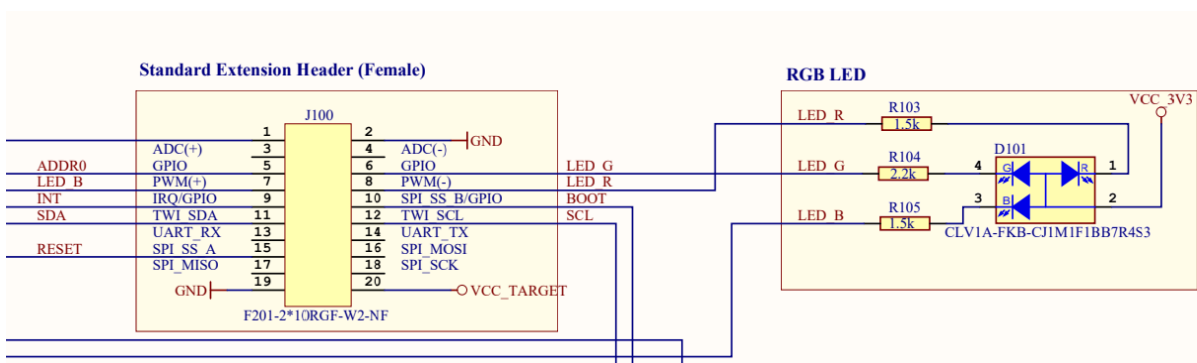 Standard Extension Header (Female)
J100
1 2
GND
ADC(+) 3 4 ADC(-)
ADDR0 GPIO 5 6 GPIO LED_G
LED_B PWM(+) 7 8 PWM(-) LED_R
INT IRQ/GPIO 9 10 SPI_SS_B/GPIO BOOT
SDA TWI_SDA 11 12 TWI_SCL SCL
UART_RX 13 14 UART_TX
RESET SPI_SS_A 15 16 SPI_MOSI
SPI_MISO 17 18 SPI_SCK
19 20
GND VCC_TARGET
F201-2*10RGF-W2-NF
RGB LED
VCC_3V3
LED_R R103
1.5k
D101
LED_G R104 4 G R 1
2.2k
LED_B R105 3 B 2
1.5k
CLV1A-FKB-CJ1M1F1BB7R4S3